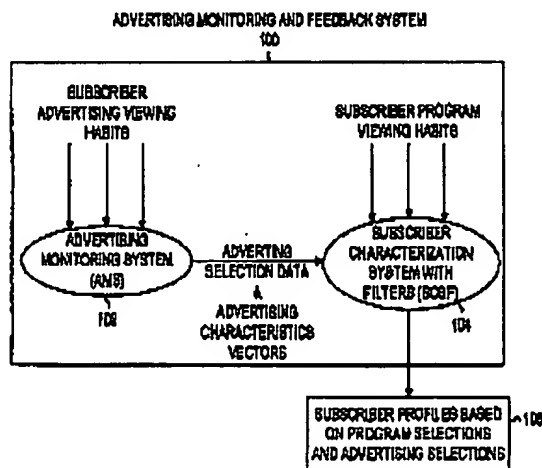 ADVERTISING MONITORING AND FEEDBACK SYSTEM
100
SUBSCRIBER
ADVERTISING VIEWING
HABITS
SUBSCRIBER PROGRAM
VIEWING HABITS
ADVERTISING
MONITORING SYSTEM
(AMS)
102
ADVERTING
SELECTION DATA
&
ADVERTISING
CHARACTERISTICS
VECTORS
SUBSCRIBER
CHARACTERIZATION
SYSTEM WITH
FILTERS (SCSF)
104
SUBSCRIBER PROFILES BASED
ON PROGRAM SELECTIONS
AND ADVERTISING SELECTIONS